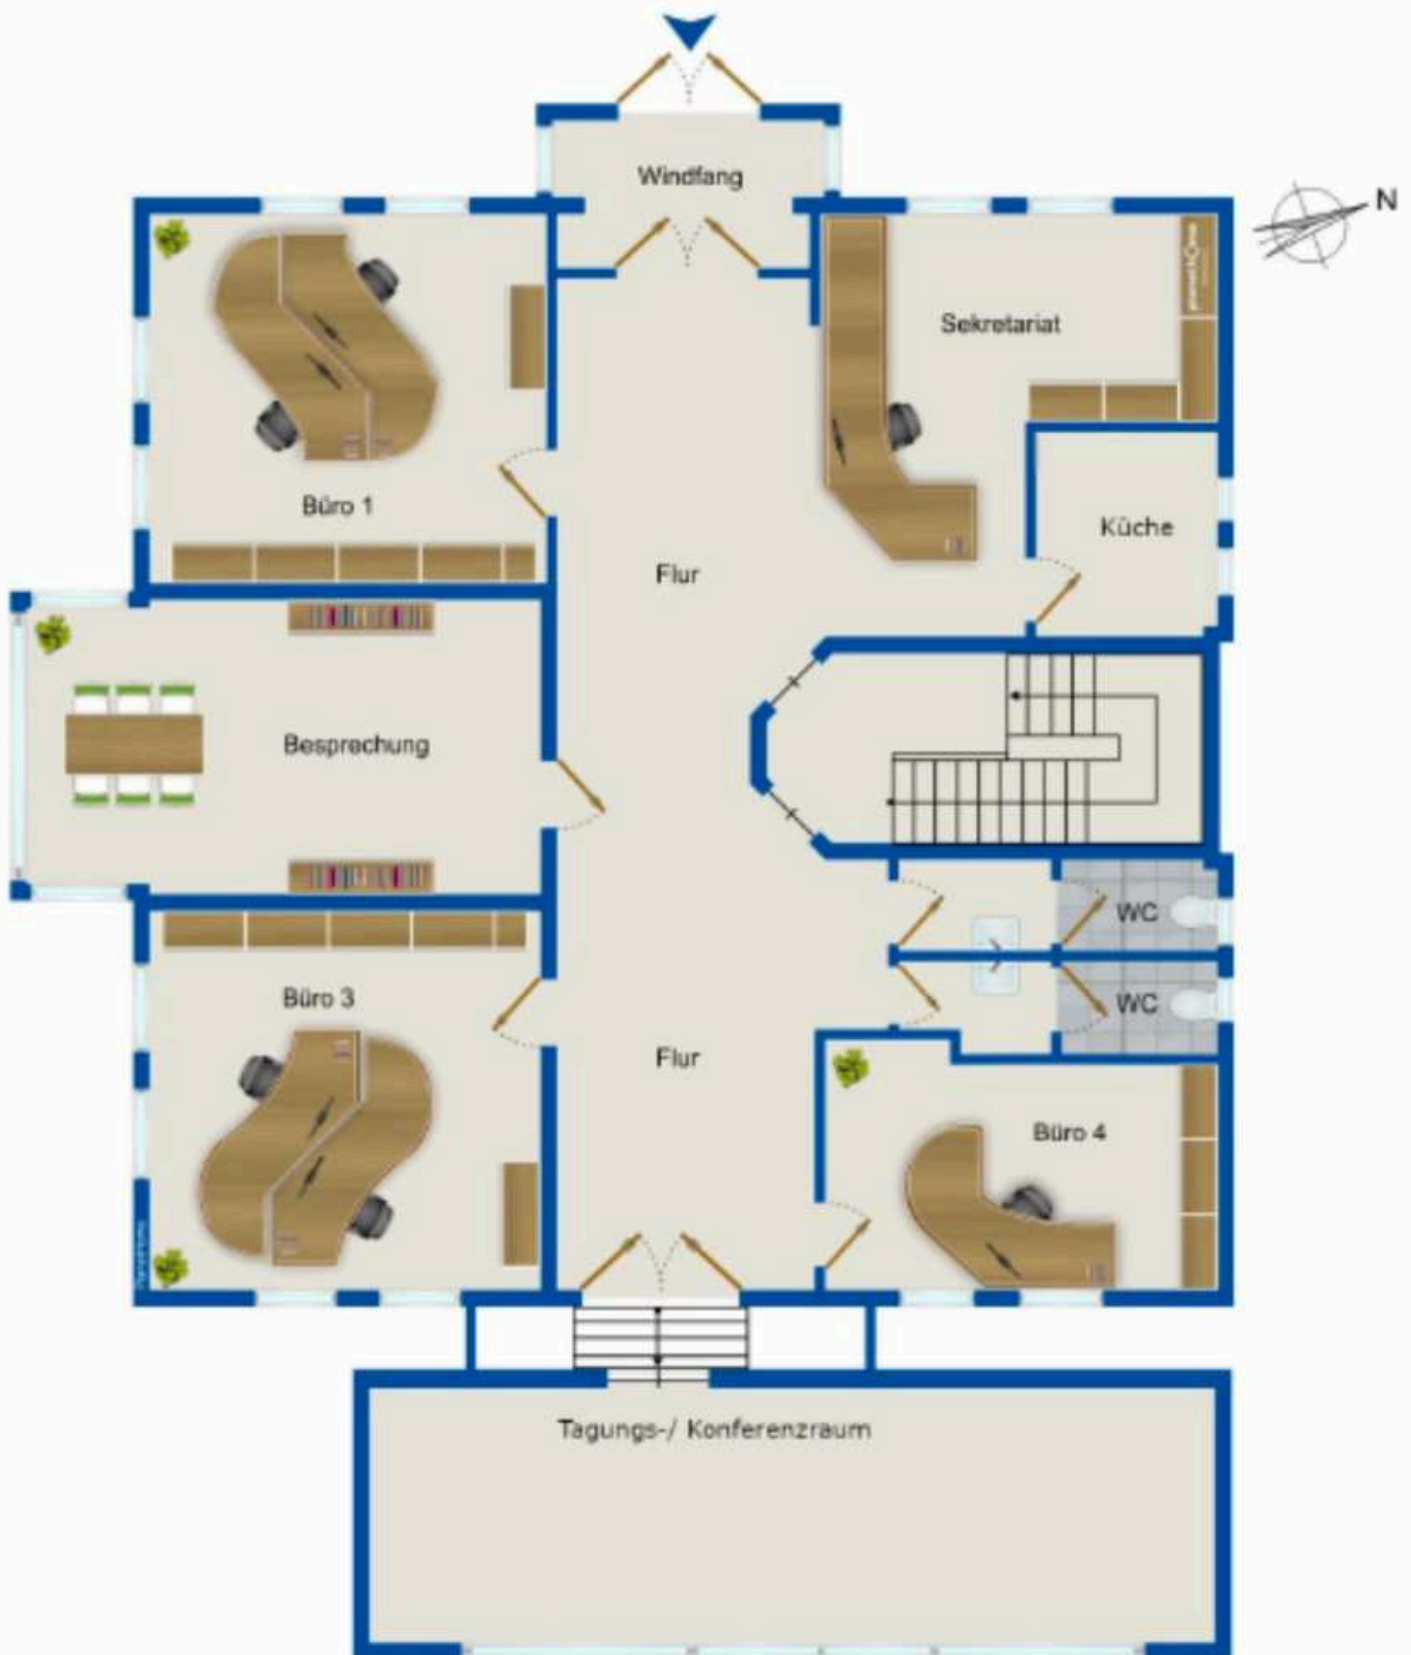 Windfang
N
Sekretariat
Büro 1
Küche
Flur
Besprechung
WC
Büro 3
WC
Flur
Büro 4
Tagungs-/ Konferenzraum